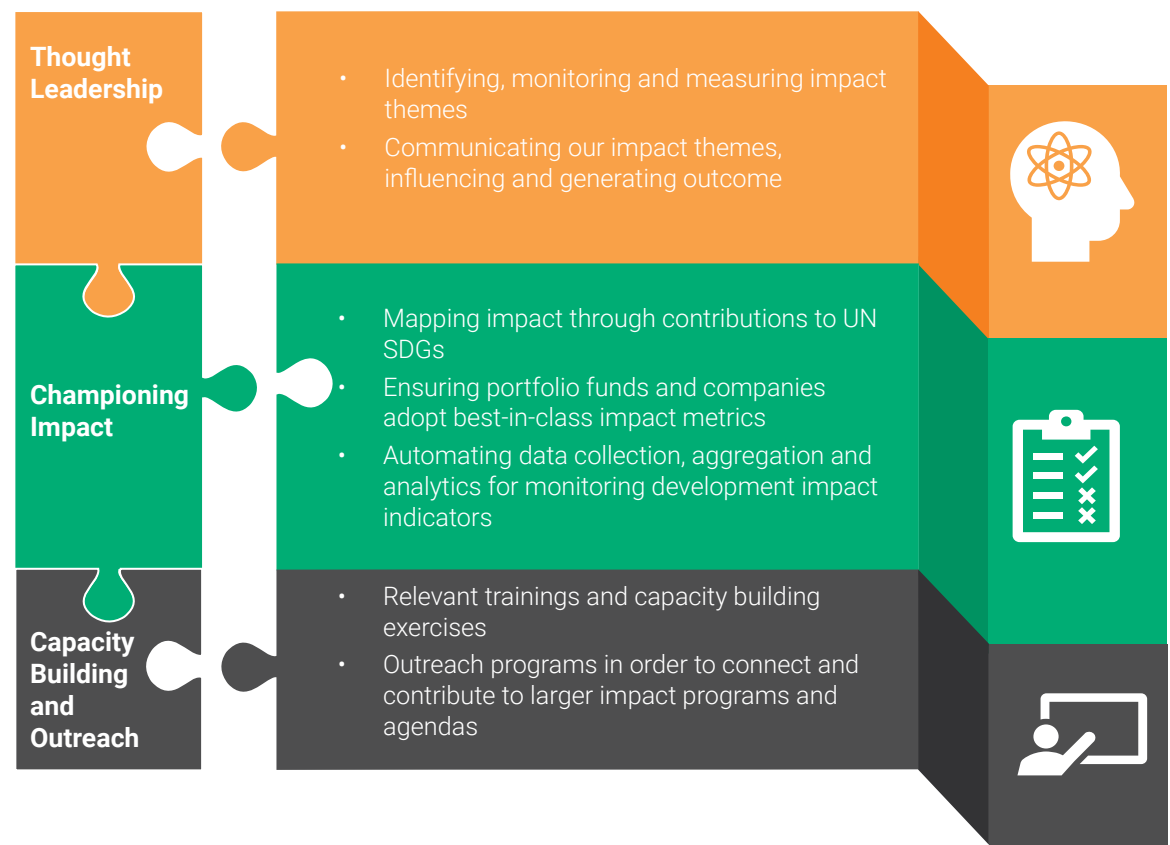 Thought
Leadership
• Identifying, monitoring and measuring impact
themes
• Communicating our impact themes,
influencing and generating outcome
Championing
Impact
• Mapping impact through contributions to UN
SDGs
• Ensuring portfolio funds and companies
adopt best-in-class impact metrics
• Automating data collection, aggregation and
analytics for monitoring development impact
indicators
Capacity
Building
and
Outreach
• Relevant trainings and capacity building
exercises
• Outreach programs in order to connect and
contribute to larger impact programs and
agendas